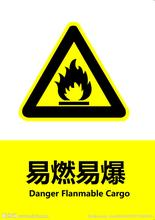 易燃易爆
Danger Flanmable Cargo